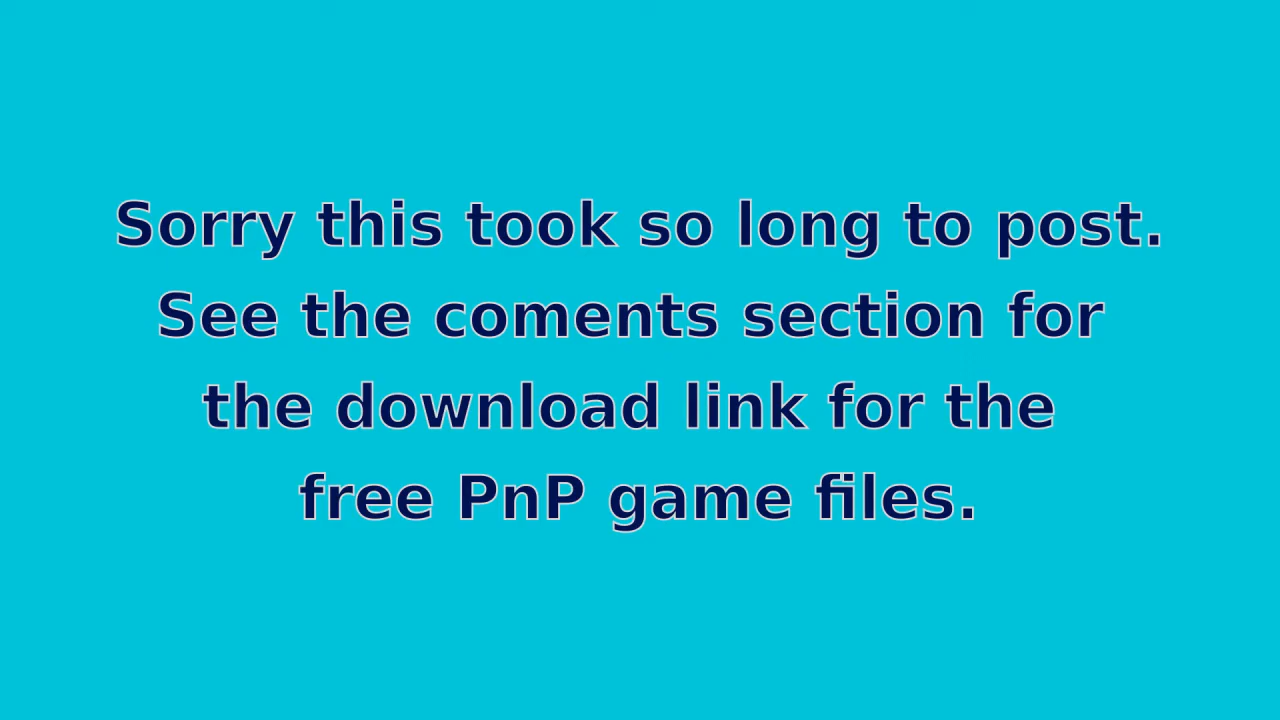 Sorry this took so long to post.
See the coments section for
the download link for the
free PnP game files.